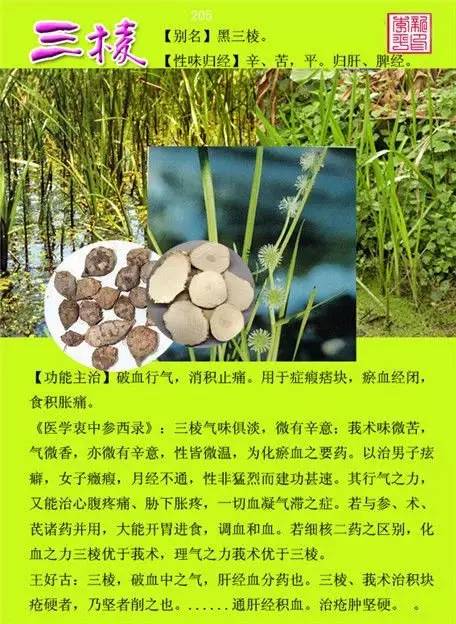 205
三棱
【别名】黑三棱。
【性味归经】辛、苦，平。归肝、脾经。
【功能主治】破血行气，消积止痛。用于症瘕痞块，瘀血经闭，
食积胀痛。
《医学衷中参西录》：三棱气味俱淡，微有辛意；莪术味微苦，
气微香，亦微有辛意，性皆微温，为化瘀血之要药。以治男子痃
癖，女子癥瘕，月经不通，性非猛烈而建功甚速。其行气之力，
又能治心腹疼痛、胁下胀疼，一切血凝气滞之症。若与参、术、
芪诸药并用，大能开胃进食，调血和血。若细核二药之区别，化
血之力三棱优于莪术，理气之力莪术优于三棱。
王好古：三棱，破血中之气，肝经血分药也。三棱、莪术治积块
疮硬者，乃坚者削之也。......通肝经积血。治疮肿坚硬。 。